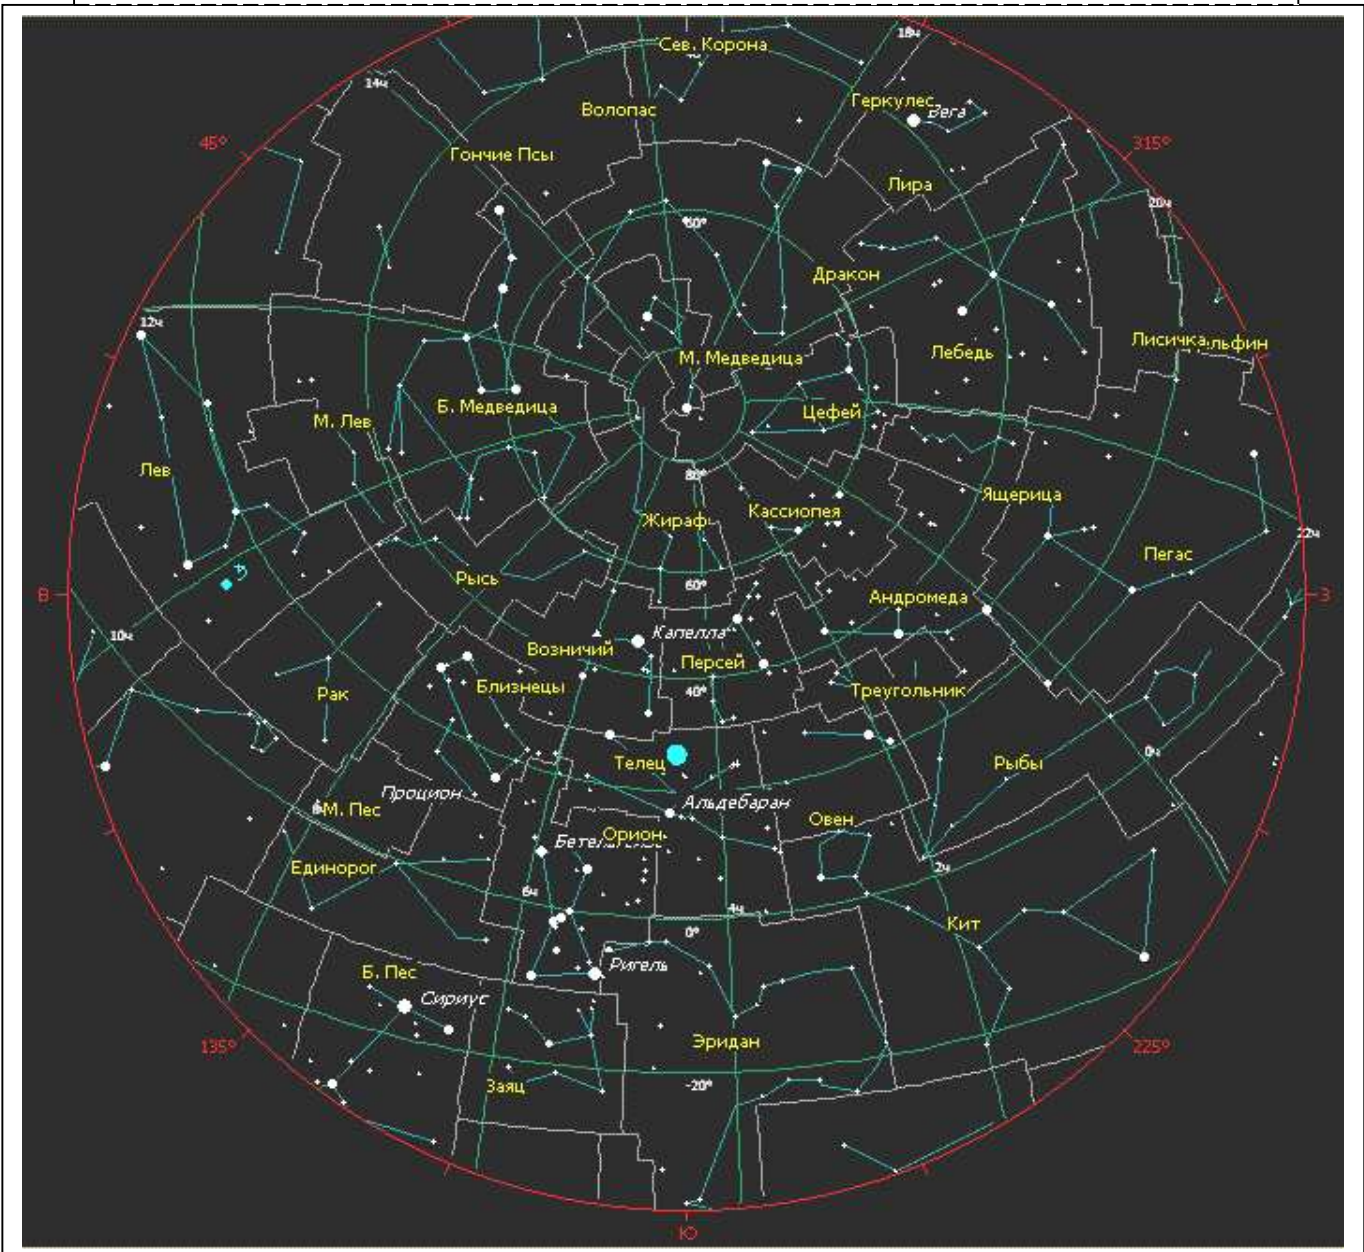 Сев. Корона
18ч
14ч
Геркулес
Вега
Волопас
45°
315°
Гончие Псы
Лира
20ч
Дракон
12ч
М. Медведица
Лебедь
Лисичка
Б. Медведица
Цефей
М. Лев
Лев
80°
Ящерица
Кассиопея
Жираф
22ч
Пегас
Рысь
60°
В
Андромеда
З
10ч
Капелла
Возничий
Персей
Близнецы
40°
Треугольник
Рак
0ч
Телец
Рыбы
Процион
Альдебаран
М. Пес
Овен
Орион
Единорог
2ч
6ч
4ч
0°
Кит
Ригель
Б. Пес
Сириус
135°
Эридан
225°
Заяц
-20°
Ю